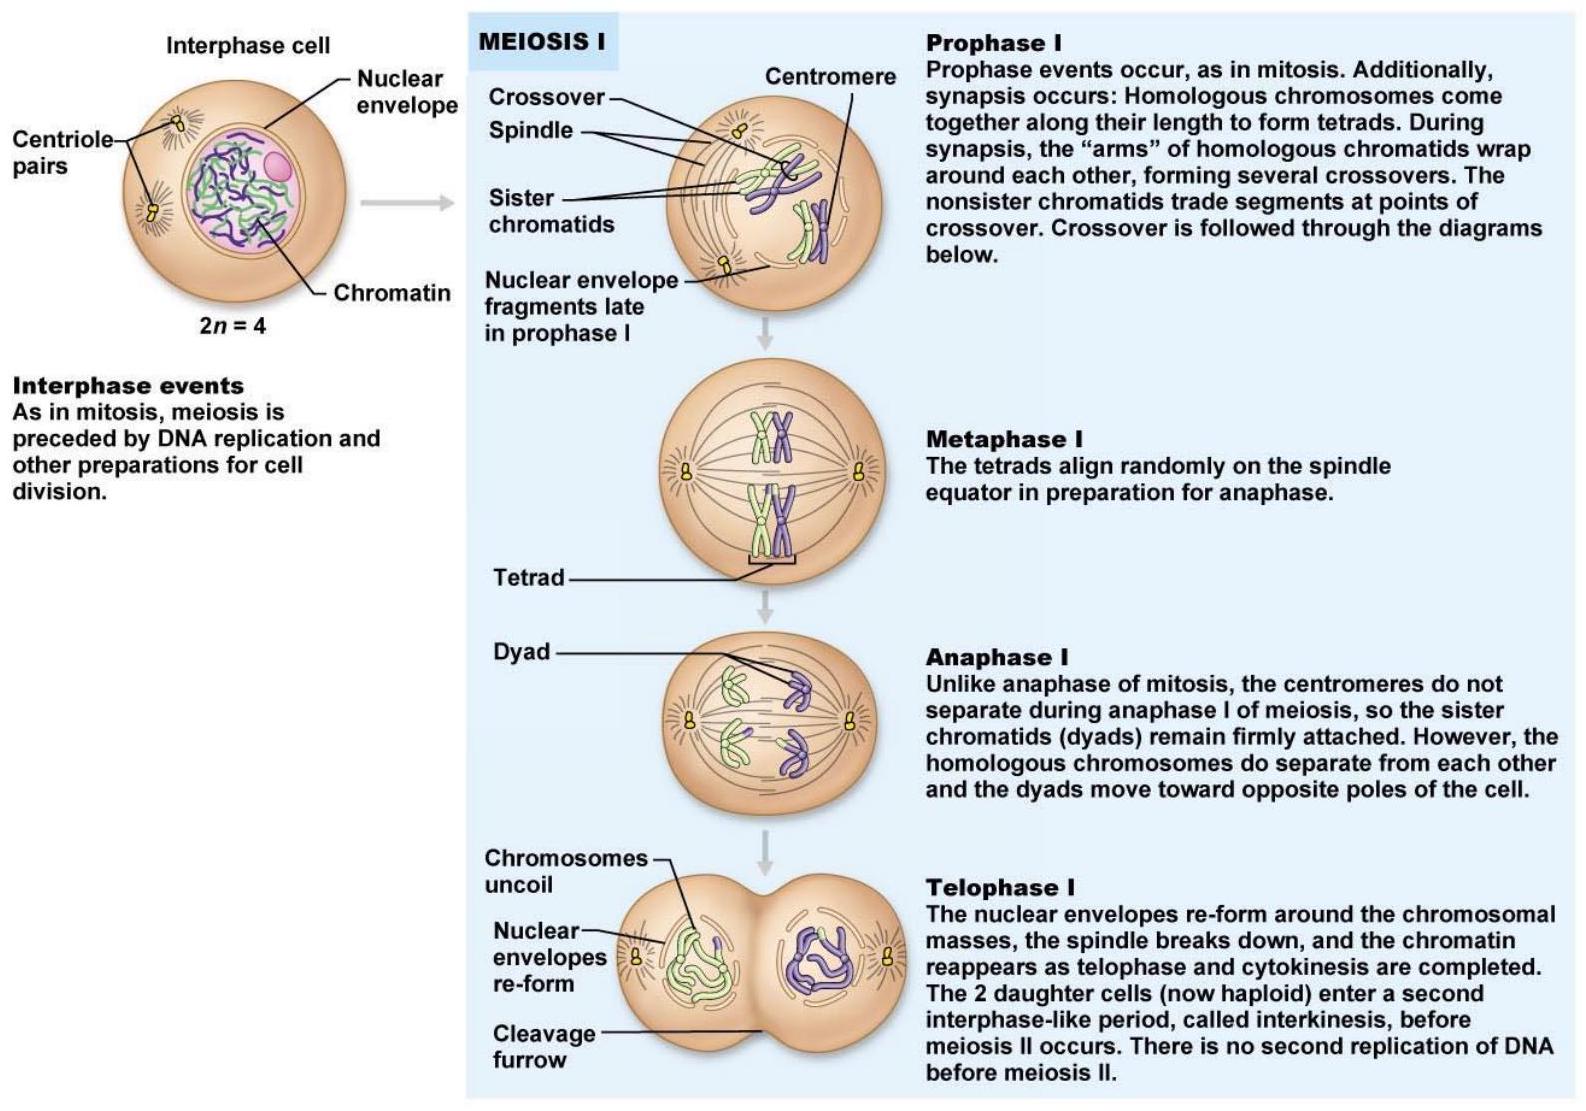 Interphase cell
Nuclear
envelope
Centriole
pairs
Chromatin
2n = 4
Interphase events
As in mitosis, meiosis is
preceded by DNA replication and
other preparations for cell
division.
MEIOSIS I
Centromere
Crossover
Spindle
Sister
chromatids
Nuclear envelope
fragments late
in prophase I
Prophase I
Prophase events occur, as in mitosis. Additionally,
synapsis occurs: Homologous chromosomes come
together along their length to form tetrads. During
synapsis, the “arms” of homologous chromatids wrap
around each other, forming several crossovers. The
nonsister chromatids trade segments at points of
crossover. Crossover is followed through the diagrams
below.
Metaphase I
The tetrads align randomly on the spindle
equator in preparation for anaphase.
Tetrad
Dyad
Anaphase I
Unlike anaphase of mitosis, the centromeres do not
separate during anaphase I of meiosis, so the sister
chromatids (dyads) remain firmly attached. However, the
homologous chromosomes do separate from each other
and the dyads move toward opposite poles of the cell.
Chromosomes
uncoil
Nuclear
envelopes
re-form
Cleavage
furrow
Telophase I
The nuclear envelopes re-form around the chromosomal
masses, the spindle breaks down, and the chromatin
reappears as telophase and cytokinesis are completed.
The 2 daughter cells (now haploid) enter a second
interphase-like period, called interkinesis, before
meiosis II occurs. There is no second replication of DNA
before meiosis II.